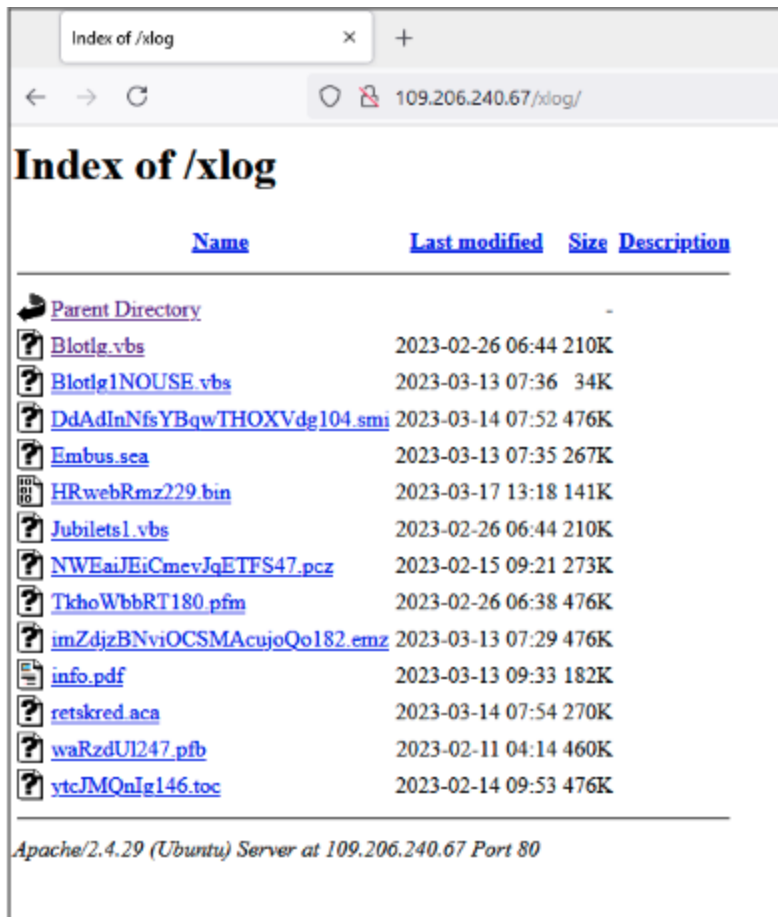 Index of /xlog
109.206.240.67/xlog/
Index of /xlog
Name Last modified Size Description
Parent Directory -
Blotlg.vbs 2023-02-26 06:44 210K
Blotlg1NOUSE.vbs 2023-03-13 07:36 34K
DdAdInNfsYBqwTHOXVdg104.smi 2023-03-14 07:52 476K
Embus.sea 2023-03-13 07:35 267K
HRwebRmz229.bin 2023-03-17 13:18 141K
Jubilets1.vbs 2023-02-26 06:44 210K
NWEaiJEiCmevJqETFS47.pcz 2023-02-15 09:21 273K
TkhoWbbRT180.pfm 2023-02-26 06:38 476K
imZdjzBNviOCSMAcujoQo182.emz 2023-03-13 07:29 476K
info.pdf 2023-03-13 09:33 182K
retskred.aca 2023-03-14 07:54 270K
waRzdUl247.pfb 2023-02-11 04:14 460K
ytcJMQnIg146.toc 2023-02-14 09:53 476K
Apache/2.4.29 (Ubuntu) Server at 109.206.240.67 Port 80